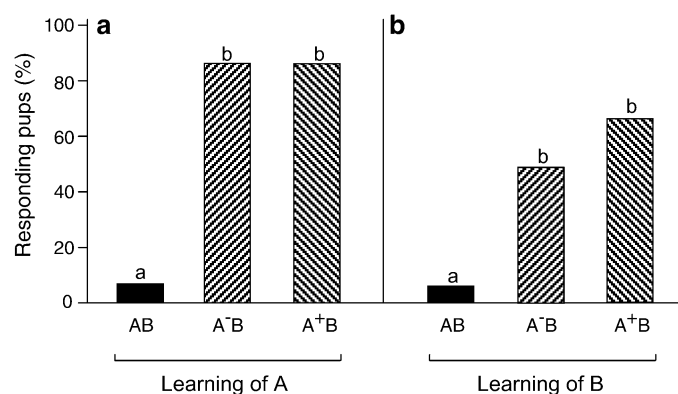 a
b
Responding pups (%)
100
80
60
40
20
0
a
b
b
a
b
b
AB
A⁻B
A⁺B
AB
A⁻B
A⁺B
Learning of A
Learning of B